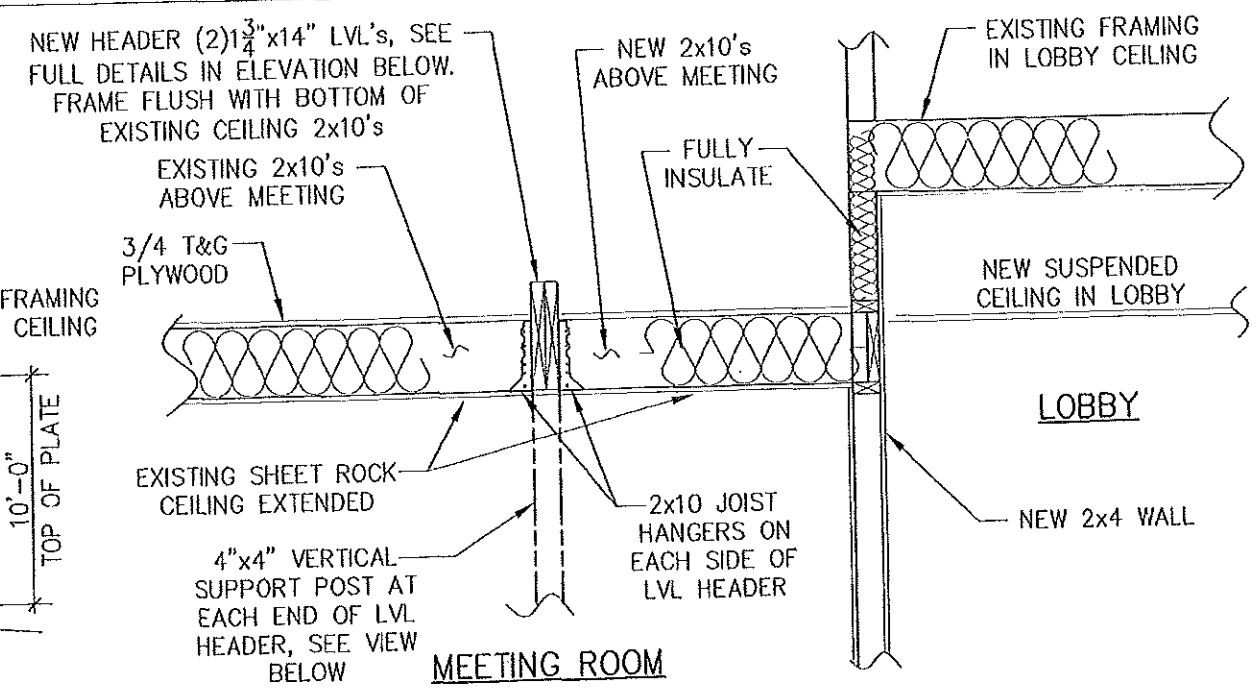 NEW HEADER (2)1 3/4"x14" LVL's, SEE
FULL DETAILS IN ELEVATION BELOW.
FRAME FLUSH WITH BOTTOM OF
EXISTING CEILING 2x10's
EXISTING 2x10's
ABOVE MEETING
3/4 T&G
PLYWOOD
FRAMING
CEILING
10'-0"
TOP OF PLATE
EXISTING SHEET ROCK
CEILING EXTENDED
4"x4" VERTICAL
SUPPORT POST AT
EACH END OF LVL
HEADER, SEE VIEW
BELOW
MEETING ROOM
NEW 2x10's
ABOVE MEETING
FULLY
INSULATE
2x10 JOIST
HANGERS ON
EACH SIDE OF
LVL HEADER
EXISTING FRAMING
IN LOBBY CEILING
NEW SUSPENDED
CEILING IN LOBBY
LOBBY
NEW 2x4 WALL